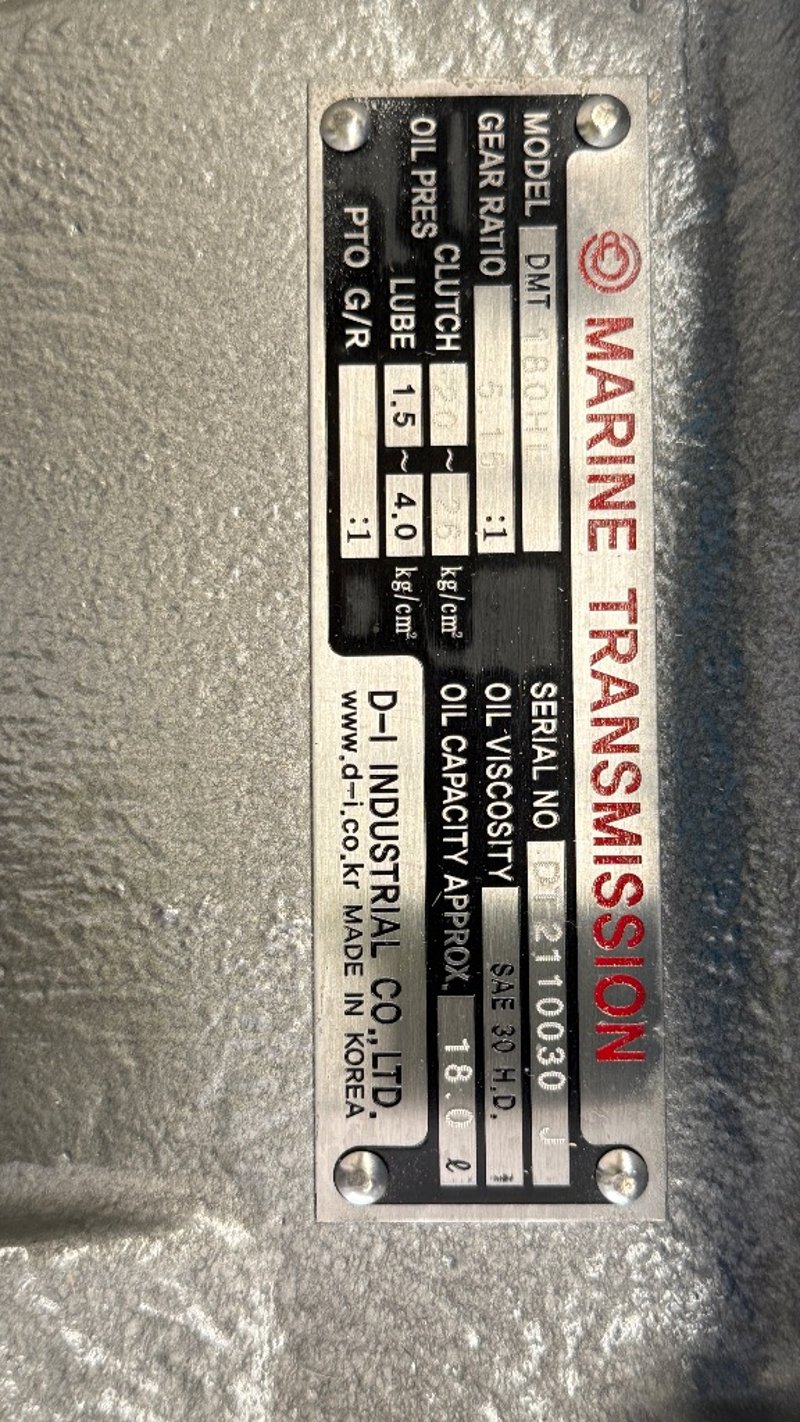 MARINE TRANSMISSION
MODEL DMT 180HL
GEAR RATIO 5.15 :1
OIL PRES
CLUTCH 20 ~ 26 kg/cm²
LUBE 1.5 ~ 4.0 kg/cm²
PTO G/R :1
SERIAL NO DI 2110030 J
OIL VISCOSITY SAE 30 H.D.
OIL CAPACITY APPROX. 18.0 ℓ
D-I INDUSTRIAL CO.,LTD.
www.d-i.co.kr MADE IN KOREA